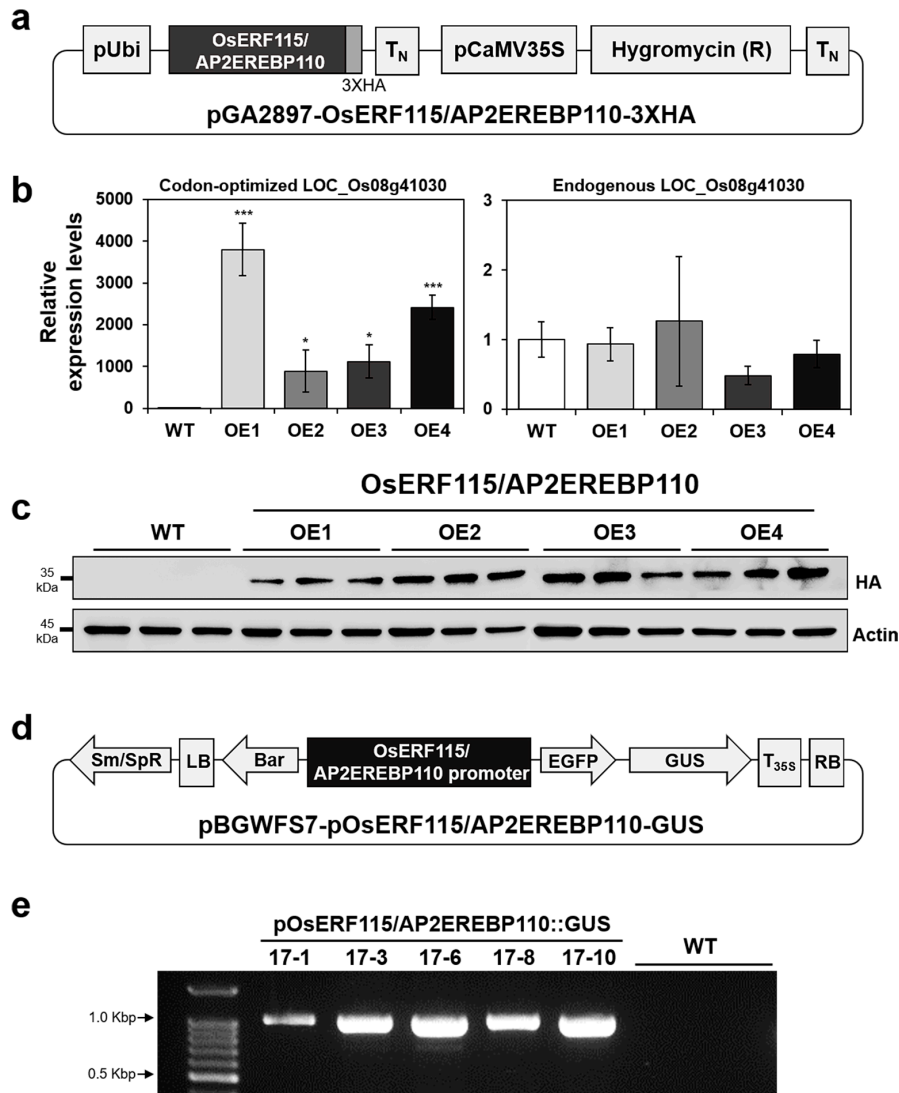 a
pUbi
OsERF115/
AP2EREBP110
TN
pCaMV35S
Hygromycin (R)
TN
3XHA
pGA2897-OsERF115/AP2EREBP110-3XHA
b
Codon-optimized LOC_Os08g41030
Relative
expression levels
5000
4000
3000
2000
1000
0
***
*
*
***
WT OE1 OE2 OE3 OE4
Endogenous LOC_Os08g41030
3
2
1
0
WT OE1 OE2 OE3 OE4
OsERF115/AP2EREBP110
c
WT OE1 OE2 OE3 OE4
35
kDa
HA
45
kDa
Actin
d
Sm/SpR
LB
Bar
OsERF115/
AP2EREBP110 promoter
EGFP
GUS
T35S
RB
pBGWFS7-pOsERF115/AP2EREBP110-GUS
e
pOsERF115/AP2EREBP110::GUS
WT
17-1 17-3 17-6 17-8 17-10
1.0 Kbp
0.5 Kbp